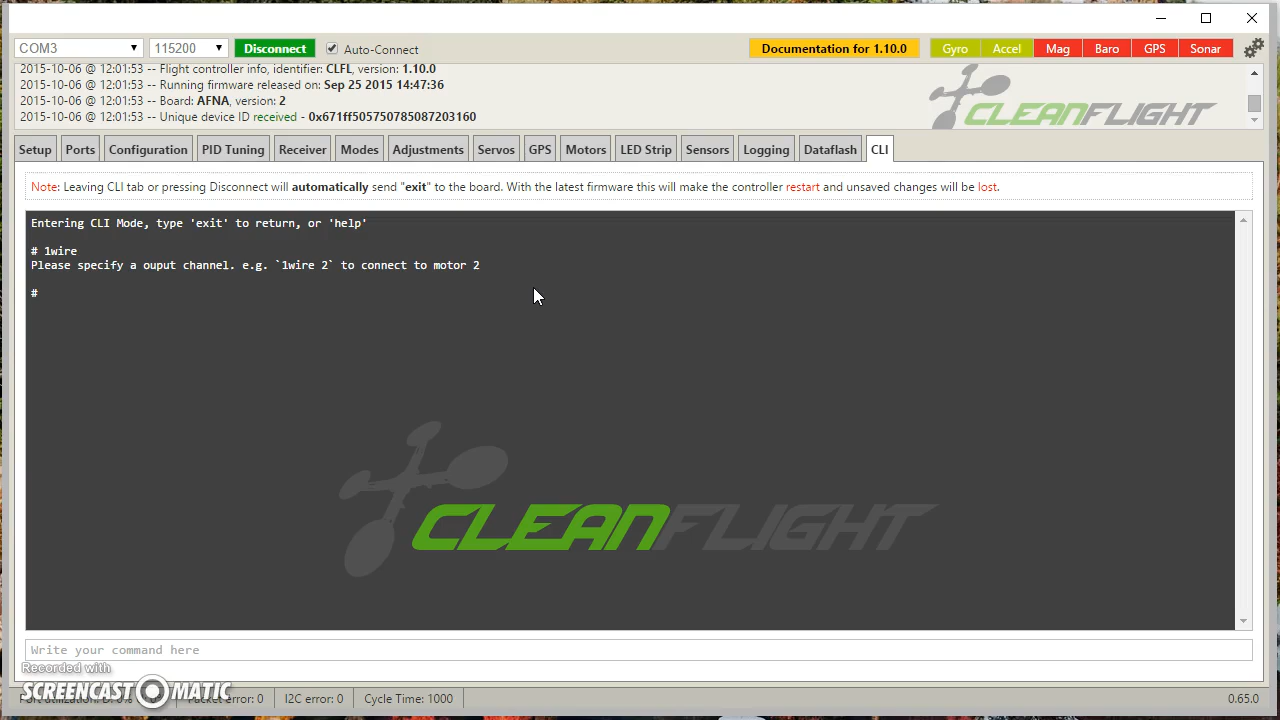 COM3 115200 Disconnect Auto-Connect Documentation for 1.10.0 Gyro Accel Mag Baro GPS Sonar
2015-10-06 @ 12:01:53 -- Flight controller info, identifier: CLFL, version: 1.10.0
2015-10-06 @ 12:01:53 -- Running firmware released on: Sep 25 2015 14:47:36
2015-10-06 @ 12:01:53 -- Board: AFNA, version: 2
2015-10-06 @ 12:01:53 -- Unique device ID received - 0x671ff505750785087203160
CLEANFLIGHT
Setup Ports Configuration PID Tuning Receiver Modes Adjustments Servos GPS Motors LED Strip Sensors Logging Dataflash CLI
Note: Leaving CLI tab or pressing Disconnect will automatically send "exit" to the board. With the latest firmware this will make the controller restart and unsaved changes will be lost.
Entering CLI Mode, type 'exit' to return, or 'help'
# 1wire
Please specify a ouput channel. e.g. `1wire 2` to connect to motor 2
#
CLEANFLIGHT
Write your command here
Recorded with
SCREENCAST MATIC
error: 0 I2C error: 0 Cycle Time: 1000 0.65.0